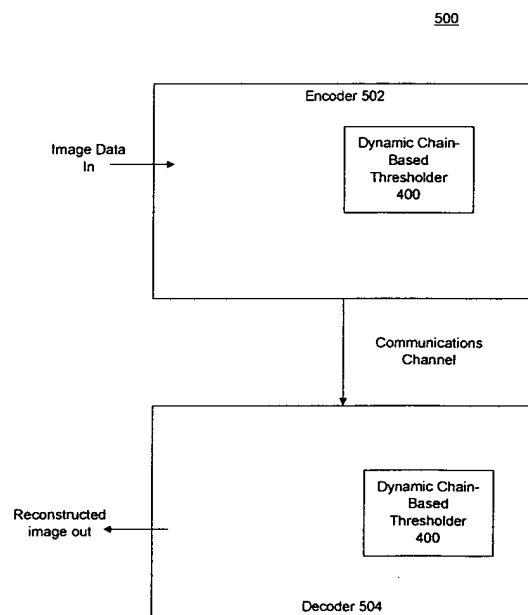 500
Encoder 502
Image Data
In
Dynamic Chain-
Based
Thresholder
400
Communications
Channel
Dynamic Chain-
Based
Thresholder
400
Reconstructed
image out
Decoder 504